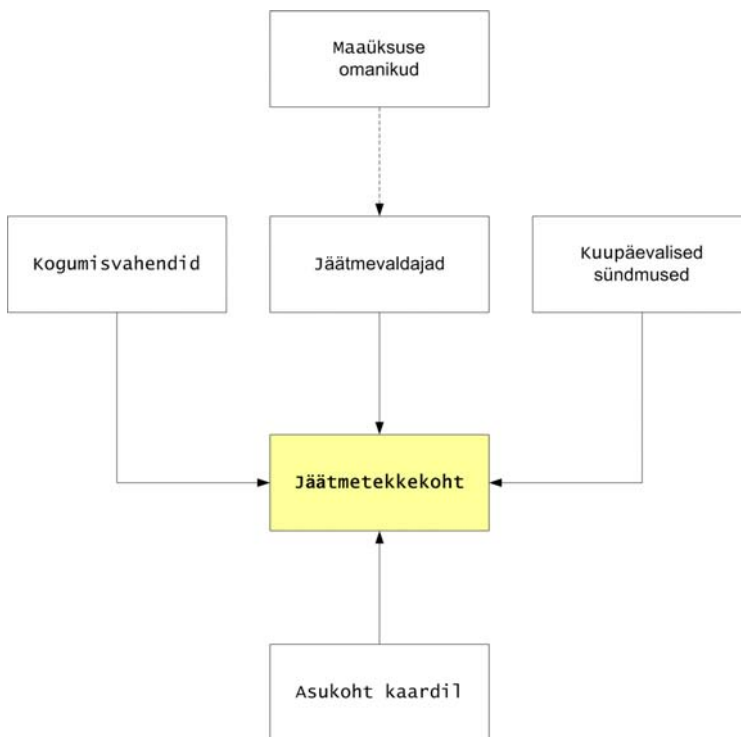 Maaüksuse
omanikud
Kogumisvahendid
Jäätmevaldajad
Kuupäevalised
sündmused
Jäätmetekkekoht
Asukoht kaardil